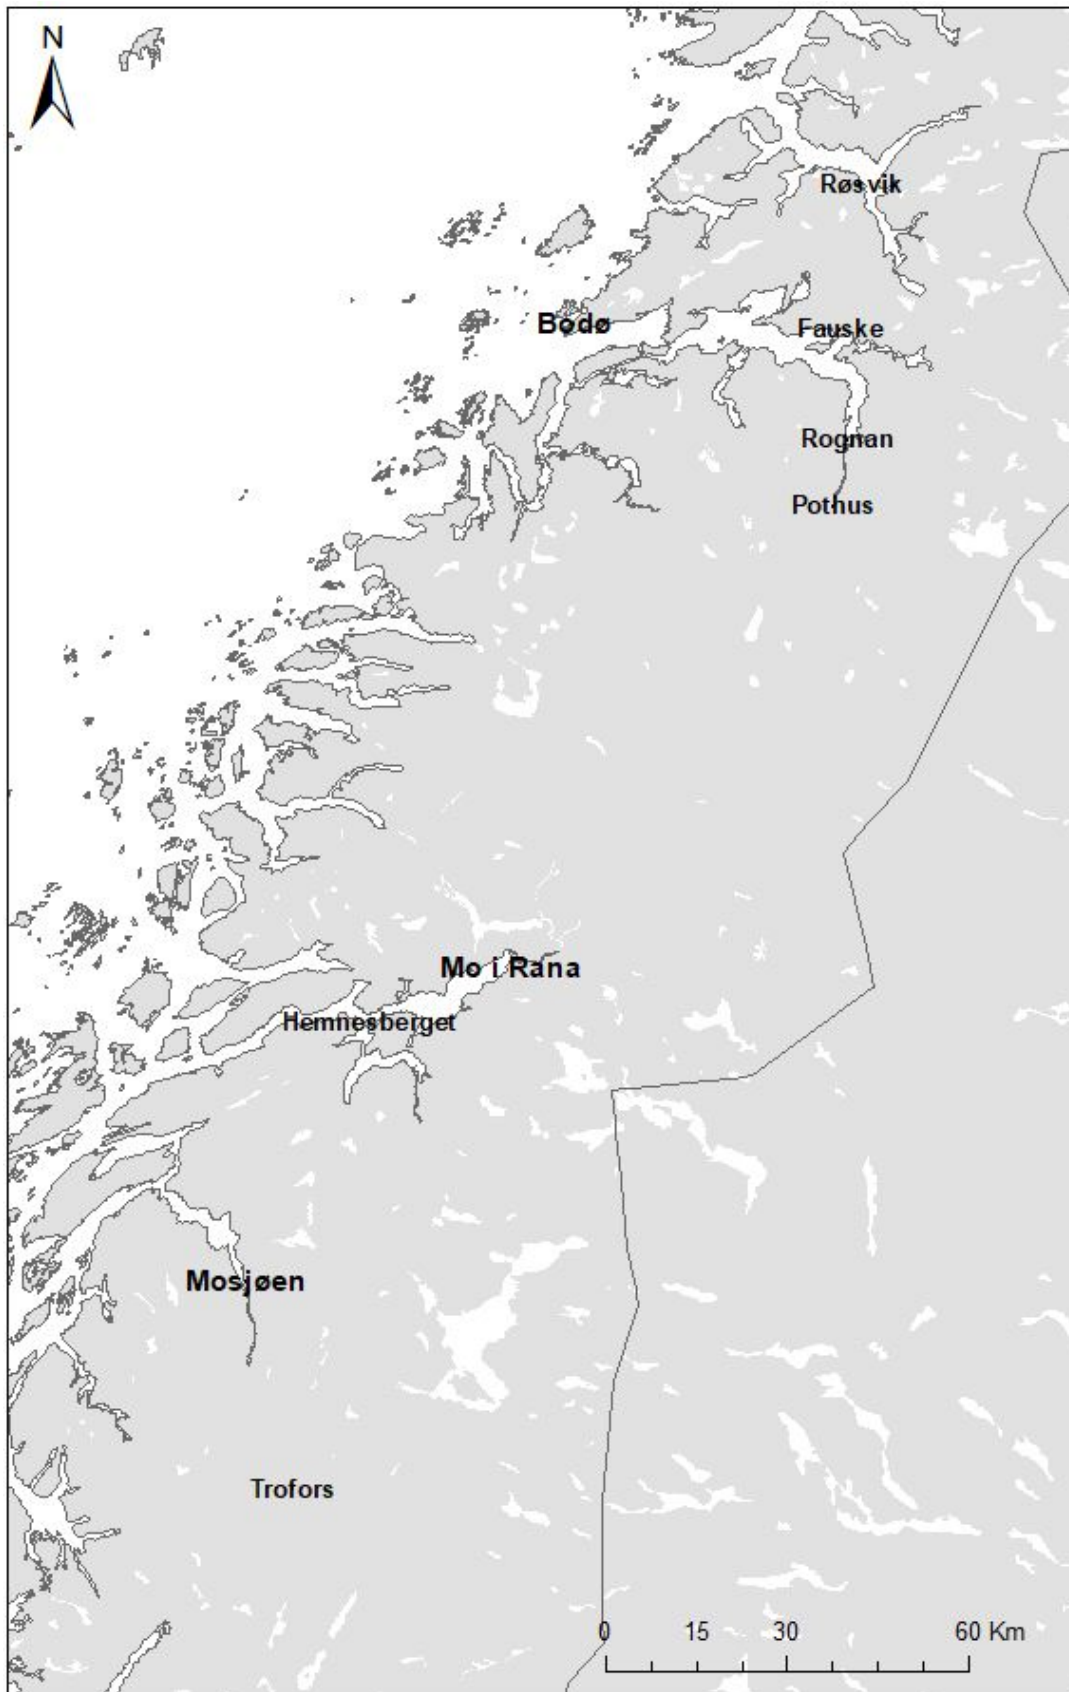 N
Røsvik
Bodø
Fauske
Rognan
Pothus
Mo i Rana
Hemnesberget
Mosjøen
Trofors
0 15 30 60 Km